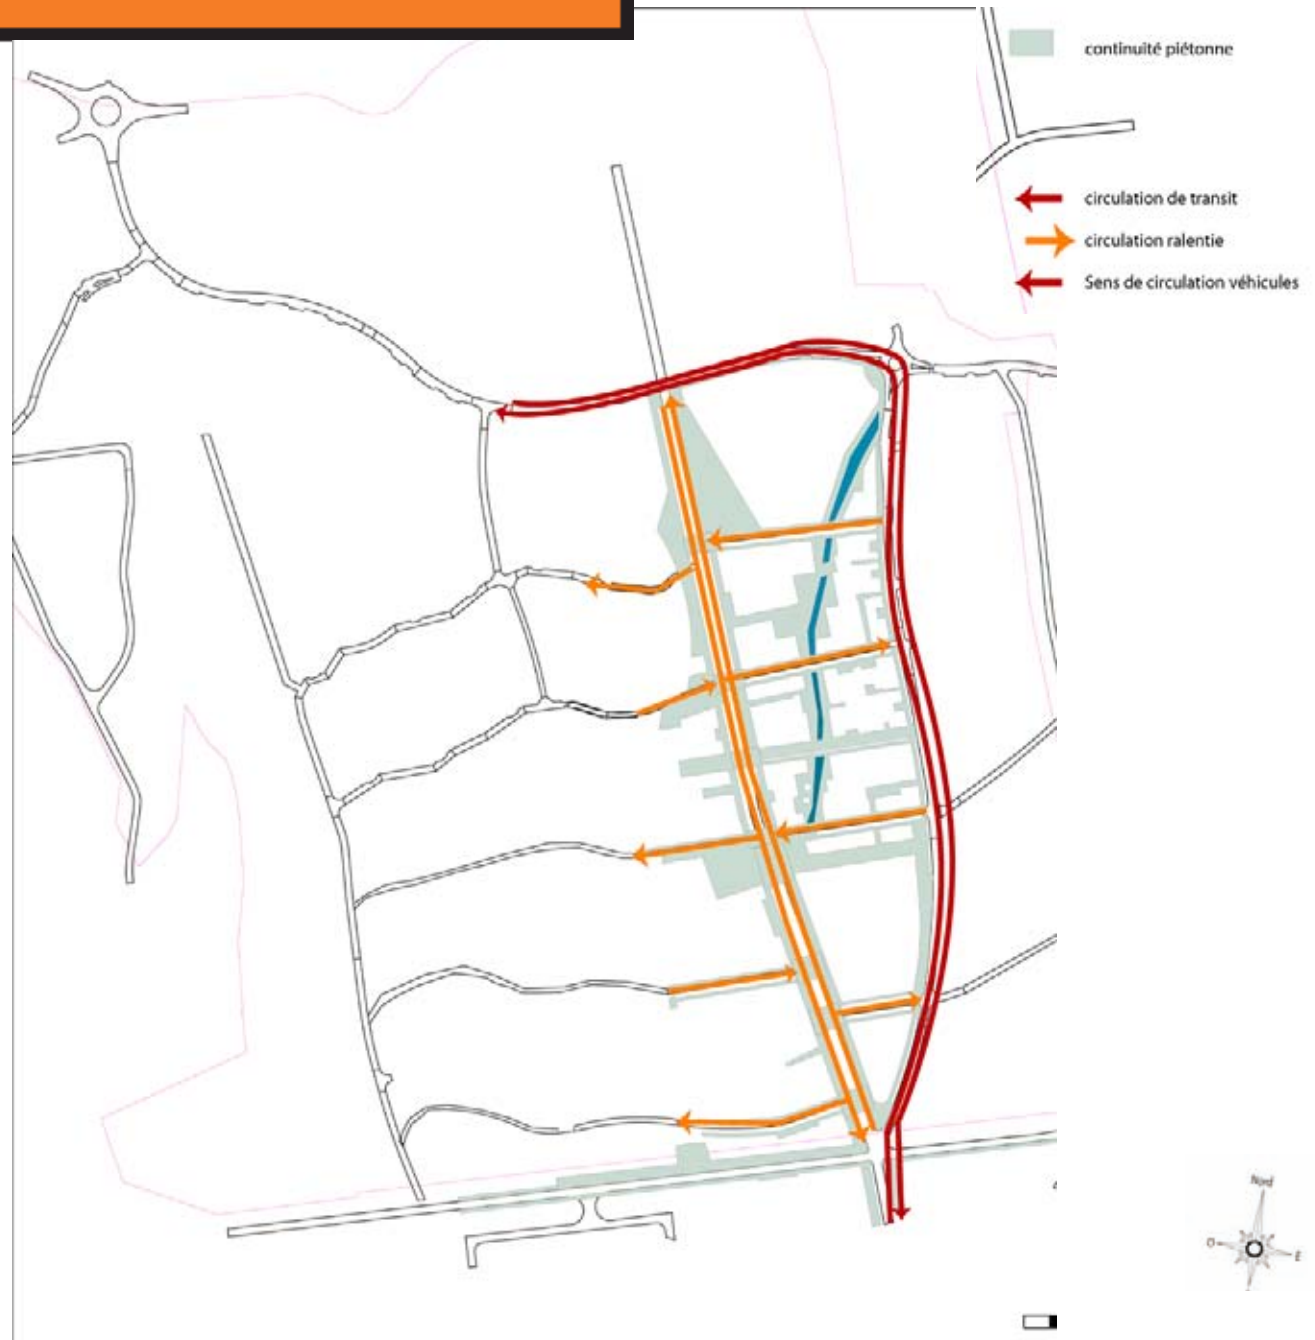 continuité piétonne
circulation de transit
circulation ralentie
Sens de circulation véhicules
Nord
O
E